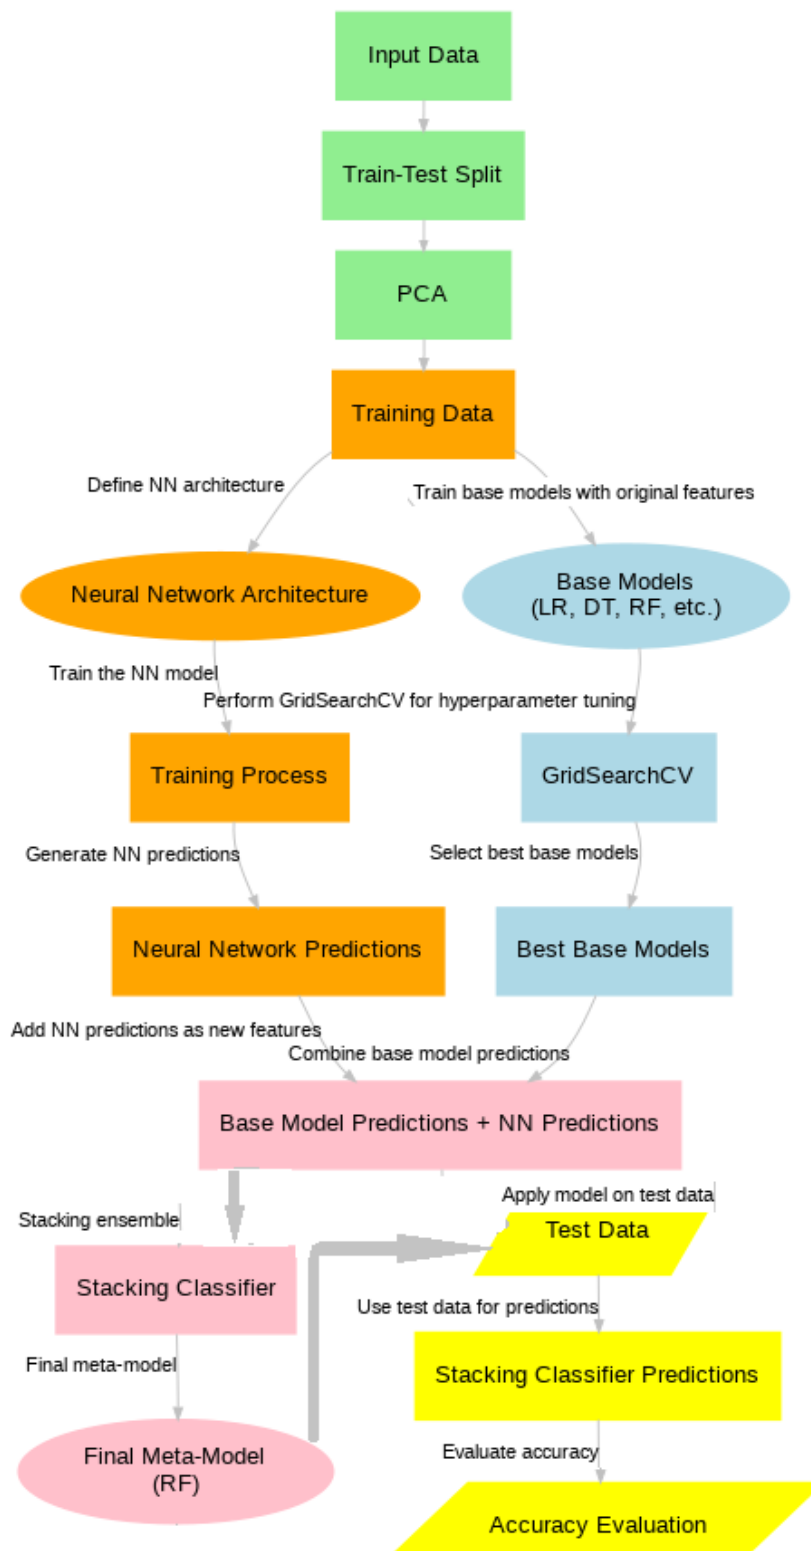 Input Data
Train-Test Split
PCA
Training Data
Define NN architecture
Train base models with original features
Neural Network Architecture
Base Models
(LR, DT, RF, etc.)
Train the NN model
Perform GridSearchCV for hyperparameter tuning
Training Process
GridSearchCV
Generate NN predictions
Select best base models
Neural Network Predictions
Best Base Models
Add NN predictions as new features
Combine base model predictions
Base Model Predictions + NN Predictions
Apply model on test data
Stacking ensemble
Test Data
Stacking Classifier
Use test data for predictions
Final meta-model
Stacking Classifier Predictions
Final Meta-Model
(RF)
Evaluate accuracy
Accuracy Evaluation